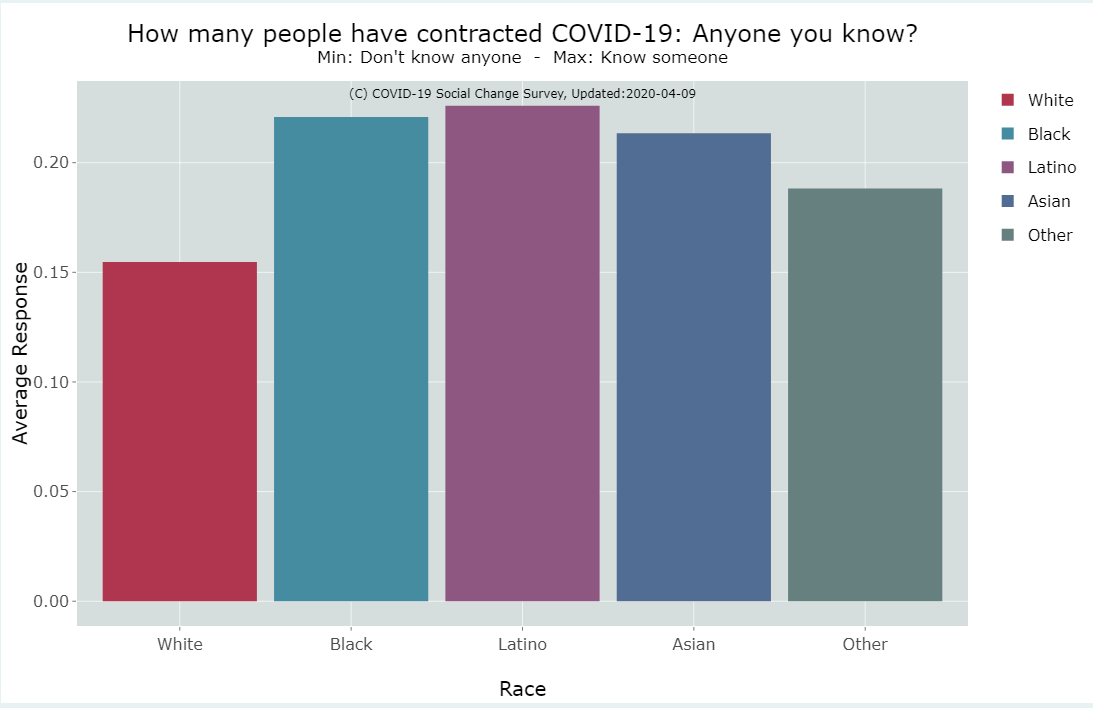 How many people have contracted COVID-19: Anyone you know?
Min: Don't know anyone  -  Max: Know someone
(C) COVID-19 Social Change Survey, Updated:2020-04-09
White
Black
Latino
Asian
Other
Average Response
0.20
0.15
0.10
0.05
0.00
White Black Latino Asian Other
Race